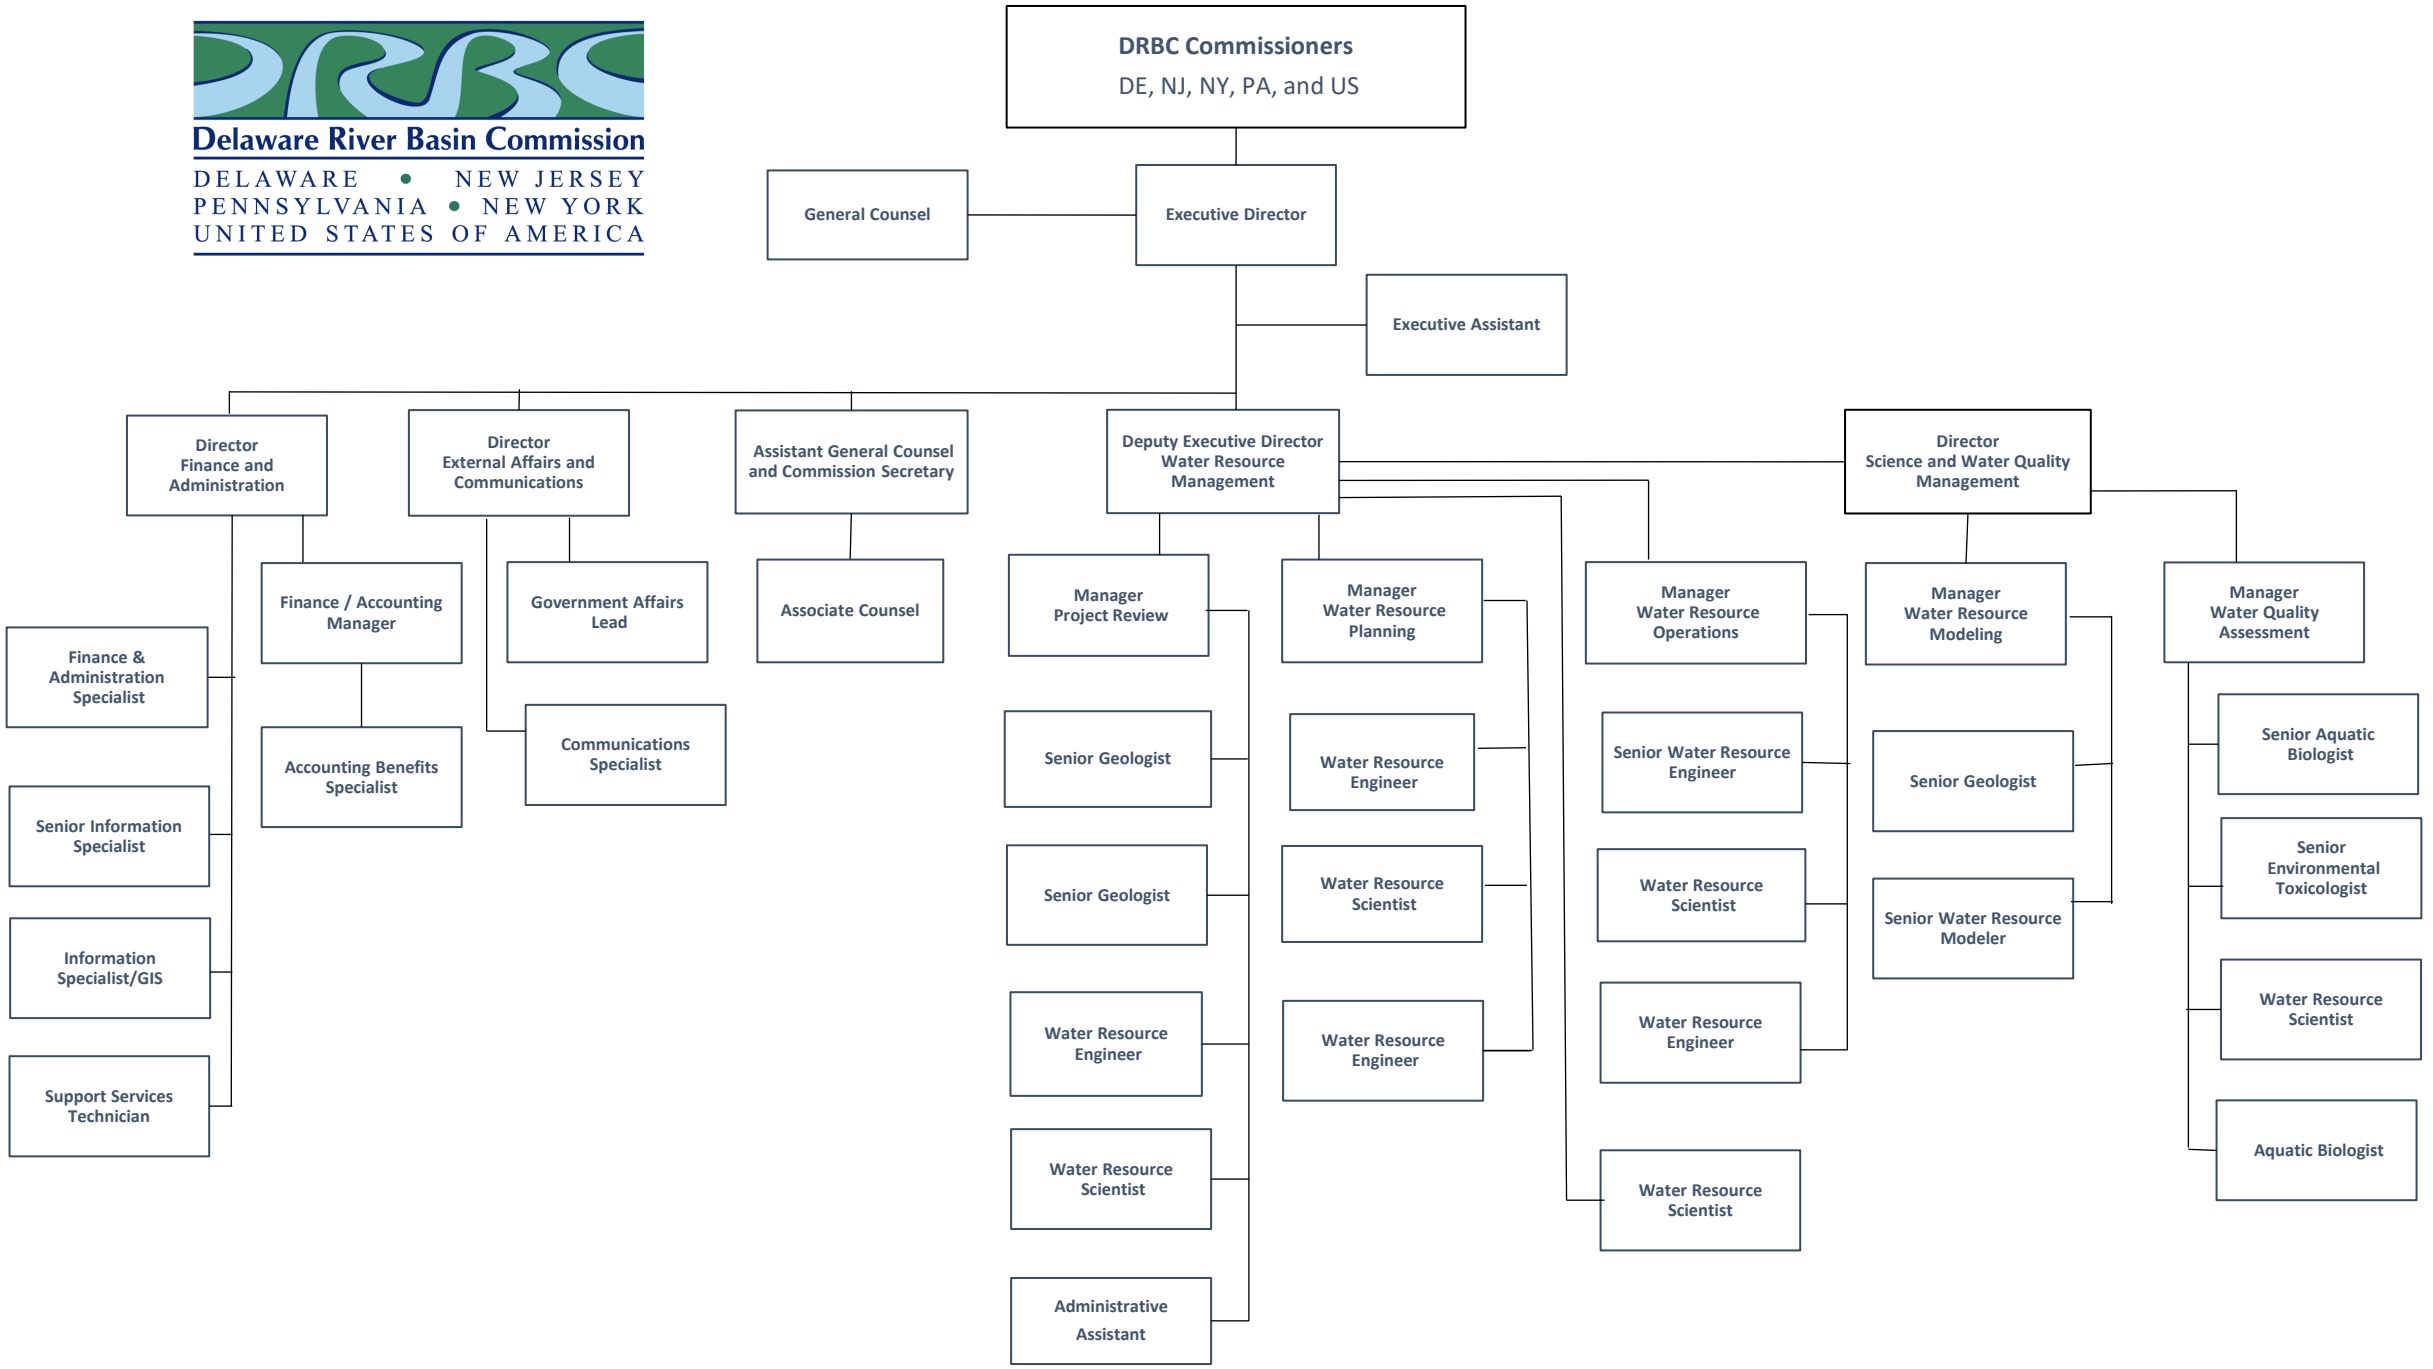 Delaware River Basin Commission
DELAWARE • NEW JERSEY
PENNSYLVANIA • NEW YORK
UNITED STATES OF AMERICA
DRBC Commissioners
DE, NJ, NY, PA, and US
General Counsel
Executive Director
Executive Assistant
Director
Finance and
Administration
Director
External Affairs and
Communications
Assistant General Counsel
and Commission Secretary
Deputy Executive Director
Water Resource
Management
Director
Science and Water Quality
Management
Finance / Accounting
Manager
Government Affairs
Lead
Associate Counsel
Manager
Project Review
Manager
Water Resource
Planning
Manager
Water Resource
Operations
Manager
Water Resource
Modeling
Manager
Water Quality
Assessment
Finance &
Administration
Specialist
Accounting Benefits
Specialist
Communications
Specialist
Senior Geologist
Water Resource
Engineer
Senior Water Resource
Engineer
Senior Geologist
Senior Aquatic
Biologist
Senior Information
Specialist
Senior Geologist
Water Resource
Scientist
Water Resource
Scientist
Senior Water Resource
Modeler
Senior
Environmental
Toxicologist
Information
Specialist/GIS
Water Resource
Engineer
Water Resource
Engineer
Water Resource
Engineer
Water Resource
Scientist
Support Services
Technician
Water Resource
Scientist
Water Resource
Scientist
Aquatic Biologist
Administrative
Assistant